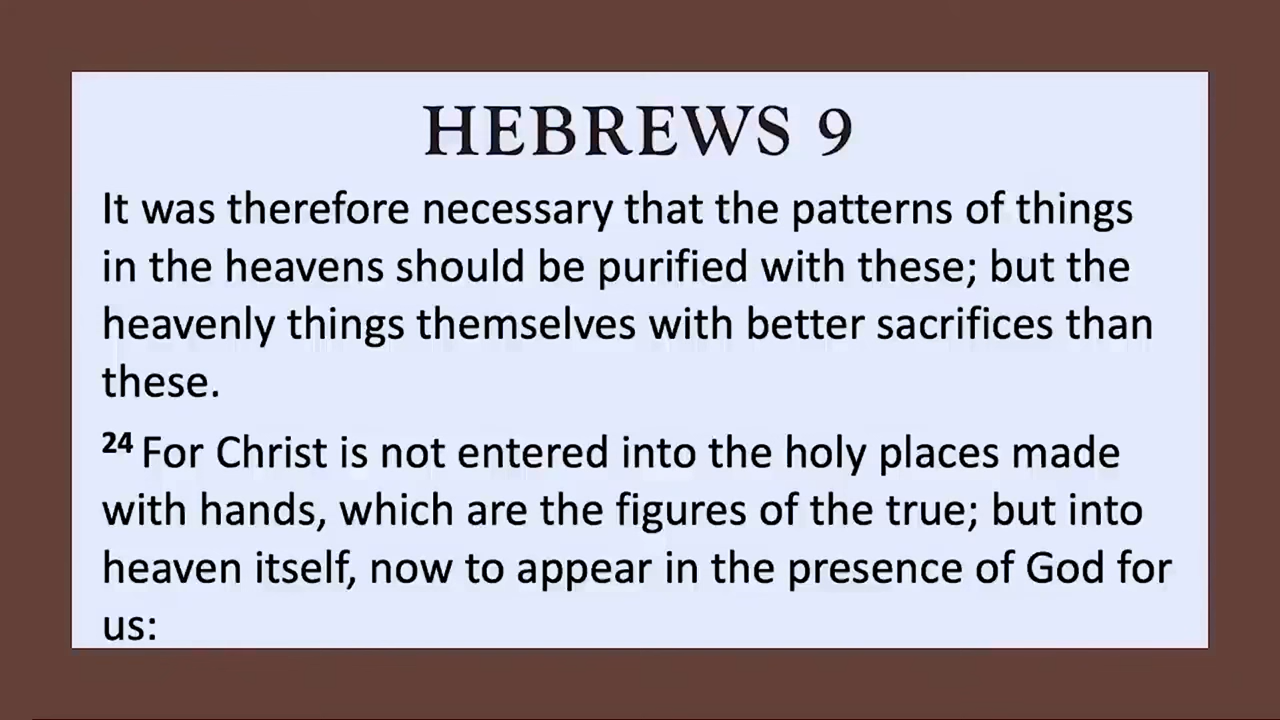 HEBREWS 9
It was therefore necessary that the patterns of things
in the heavens should be purified with these; but the
heavenly things themselves with better sacrifices than
these.
24 For Christ is not entered into the holy places made
with hands, which are the figures of the true; but into
heaven itself, now to appear in the presence of God for
us: